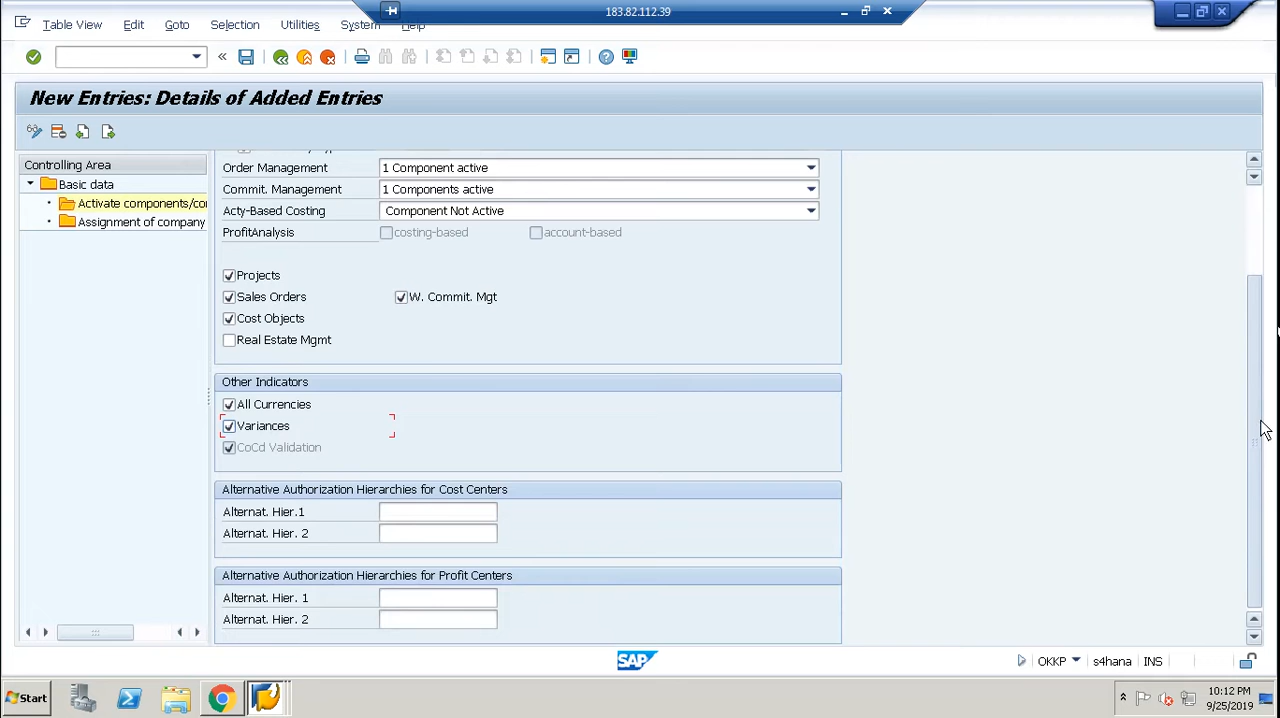 183.82.112.39
Table View Edit Goto Selection Utilities System Help
New Entries: Details of Added Entries
Controlling Area
Basic data
Activate components/co
Assignment of company
Order Management 1 Component active
Commit. Management 1 Components active
Acty-Based Costing Component Not Active
ProfitAnalysis costing-based account-based
Projects
Sales Orders W. Commit. Mgt
Cost Objects
Real Estate Mgmt
Other Indicators
All Currencies
Variances
CoCd Validation
Alternative Authorization Hierarchies for Cost Centers
Alternat. Hier.1
Alternat. Hier. 2
Alternative Authorization Hierarchies for Profit Centers
Alternat. Hier. 1
Alternat. Hier. 2
SAP
OKKP s4hana INS
Start
10:12 PM
9/25/2019